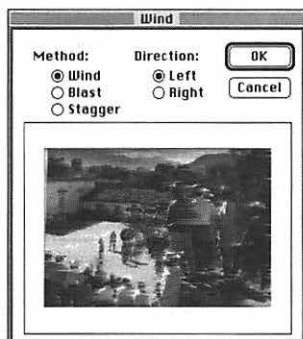 Wind
Method: Direction: OK
Wind Left
Blast Right Cancel
Stagger